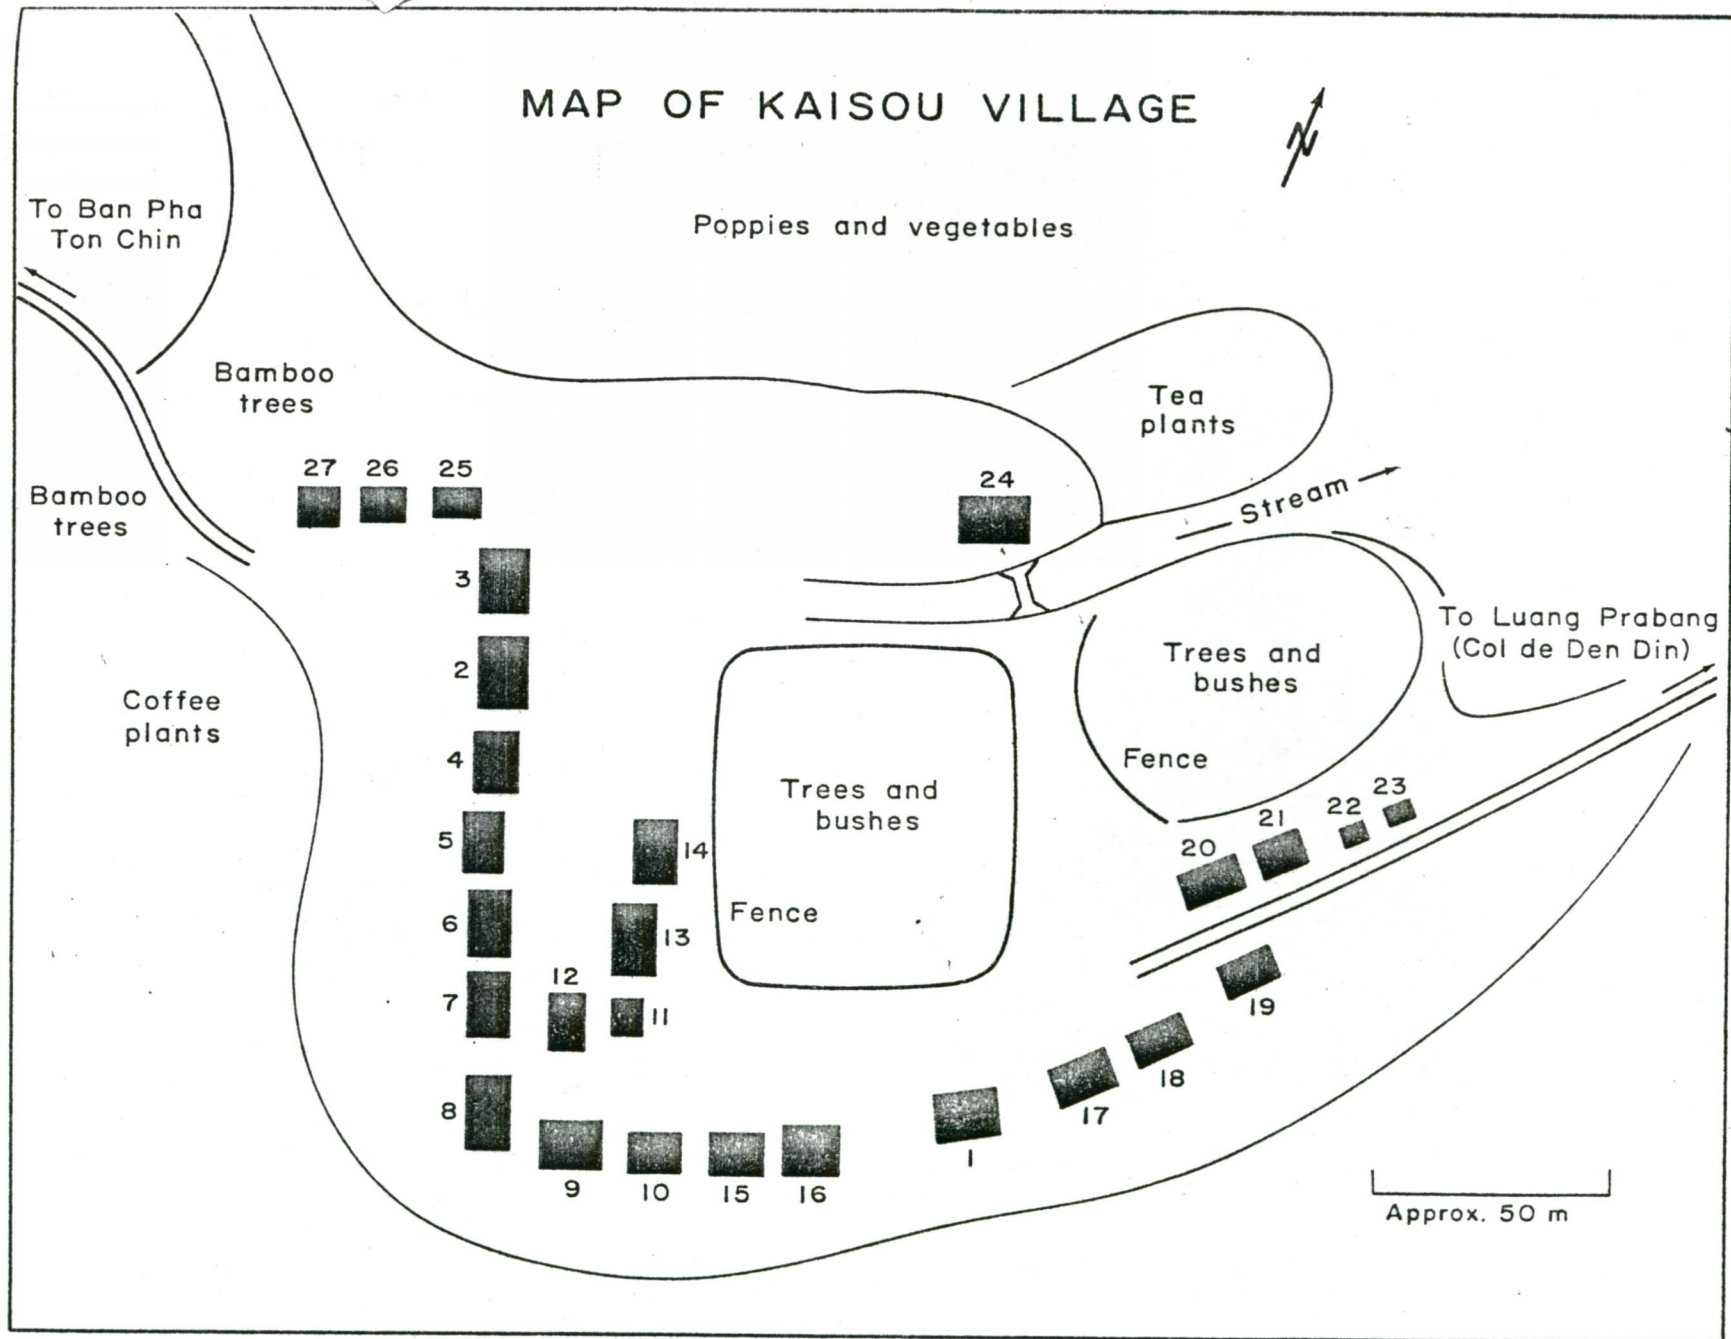 MAP OF KAISOU VILLAGE
N
To Ban Pha
Ton Chin
Poppies and vegetables
Bamboo
trees
Tea
plants
27 26 25
24
Bamboo
trees
Stream
3
To Luang Prabang
(Col de Den Din)
2
Trees and
bushes
Coffee
plants
4
Fence
Trees and
bushes
23
22
21
20
5
14
Fence
6
13
12
7
11
19
18
8
17
1
9 10 15 16
Approx. 50 m